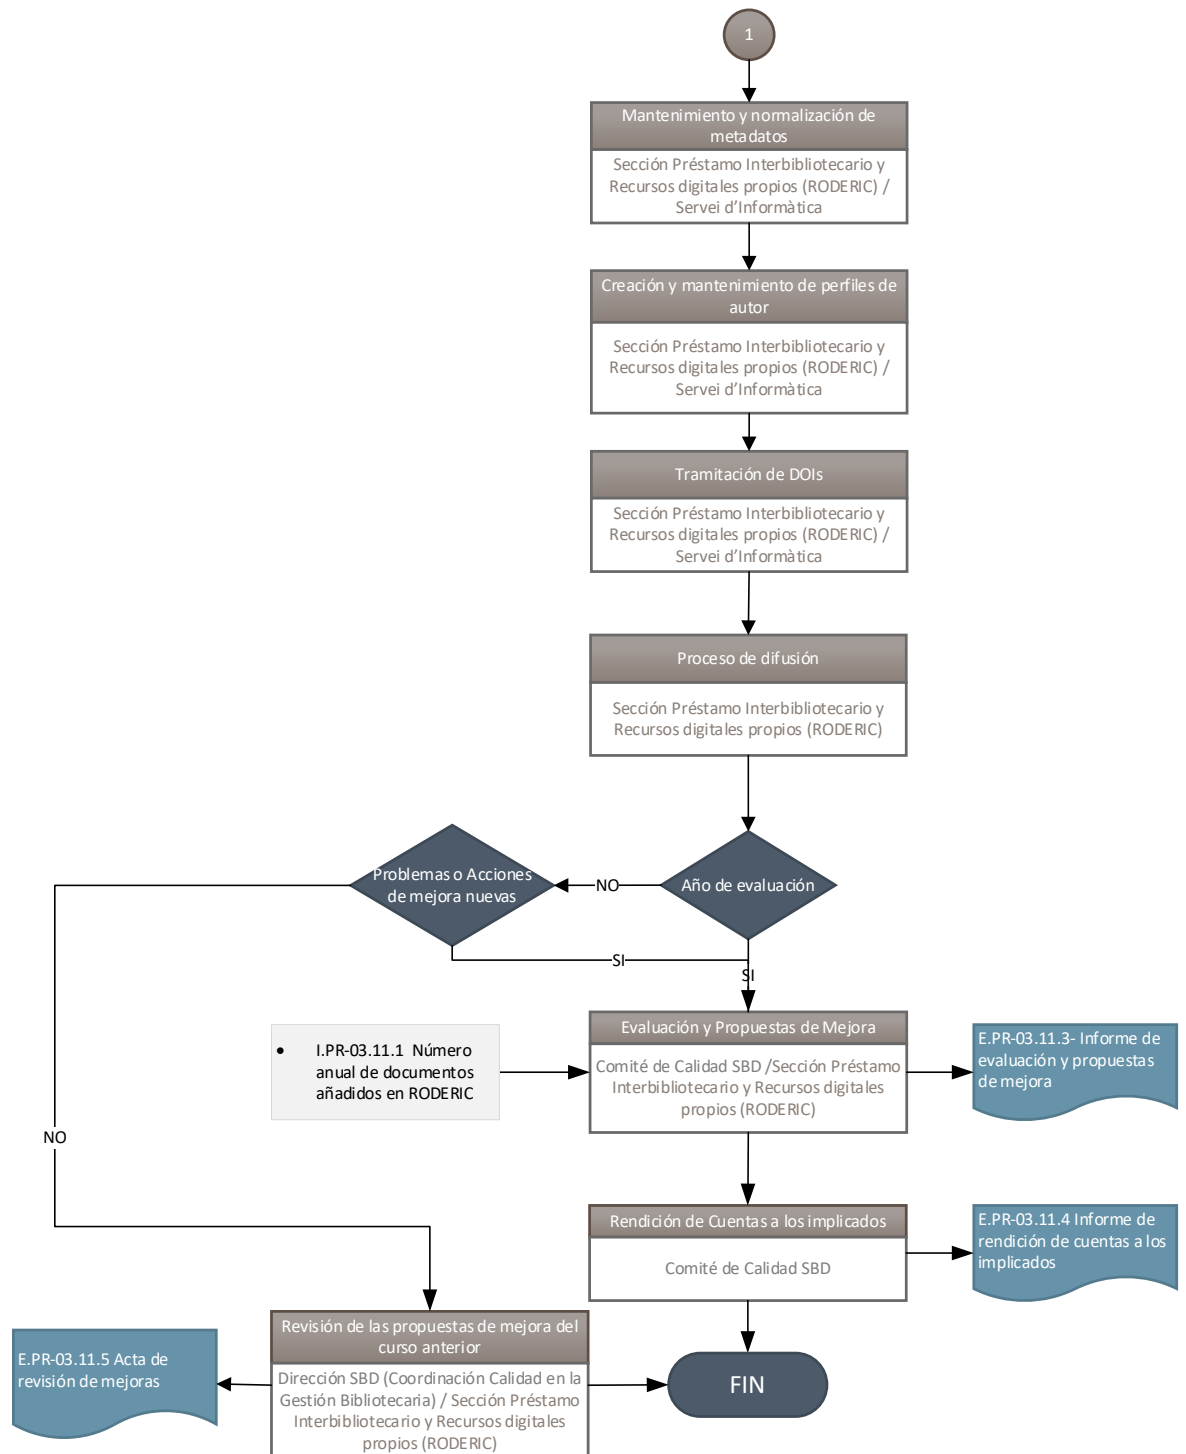 1
Mantenimiento y normalización de
metadatos
Sección Préstamo Interbibliotecario y
Recursos digitales propios (RODERIC) /
Servei d'Informàtica
Creación y mantenimiento de perfiles de
autor
Sección Préstamo Interbibliotecario y
Recursos digitales propios (RODERIC) /
Servei d'Informàtica
Tramitación de DOIs
Sección Préstamo Interbibliotecario y
Recursos digitales propios (RODERIC) /
Servei d'Informàtica
Proceso de difusión
Sección Préstamo Interbibliotecario y
Recursos digitales propios (RODERIC)
Problemas o Acciones
de mejora nuevas
NO
Año de evaluación
SI
SI
Evaluación y Propuestas de Mejora
Comité de Calidad SBD /Sección Préstamo
Interbibliotecario y Recursos digitales
propios (RODERIC)
• I.PR-03.11.1 Número
anual de documentos
añadidos en RODERIC
E.PR-03.11.3- Informe de
evaluación y propuestas
de mejora
NO
Rendición de Cuentas a los implicados
Comité de Calidad SBD
E.PR-03.11.4 Informe de
rendición de cuentas a los
implicados
Revisión de las propuestas de mejora del
curso anterior
Dirección SBD (Coordinación Calidad en la
Gestión Bibliotecaria) / Sección Préstamo
Interbibliotecario y Recursos digitales
propios (RODERIC)
E.PR-03.11.5 Acta de
revisión de mejoras
FIN